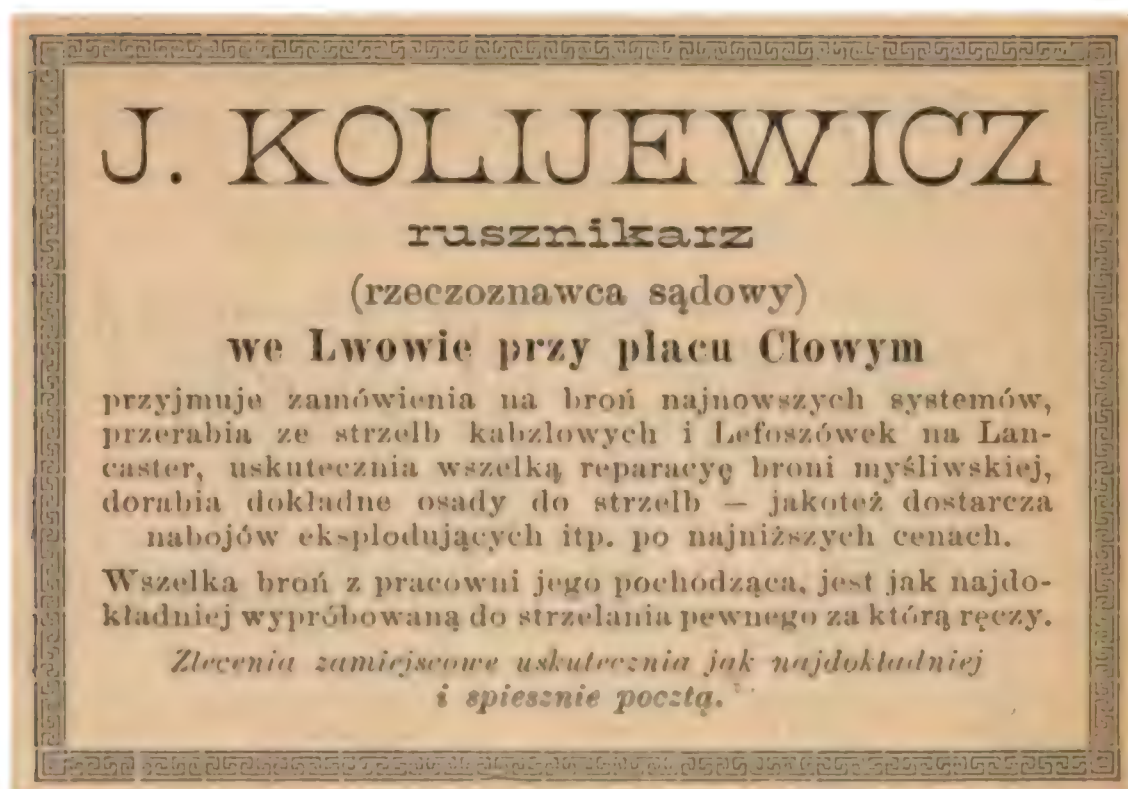 J. KOLIJEWICZ
rusznikarz
(rzeczoznawca sądowy)
we Lwowie przy placu Cłowym
przyjmuje zamówienia na broń najnowszych systemów,
przerabia ze strzelb kabzlowych i Lefoszówek na Lan-
caster, uskutecznia wszelką reparacyę broni myśliwskiej,
dorabia dokładne osady do strzelb — jakoteż dostarcza
nabojów eksplodujących itp. po najniższych cenach.
Wszelka broń z pracowni jego pochodząca, jest jak najdo-
kładniej wypróbowaną do strzelania pewnego za którą ręczy.
Zlecenia zamiejscowe uskutecznia jak najdokładniej
i spiesznie pocztą.